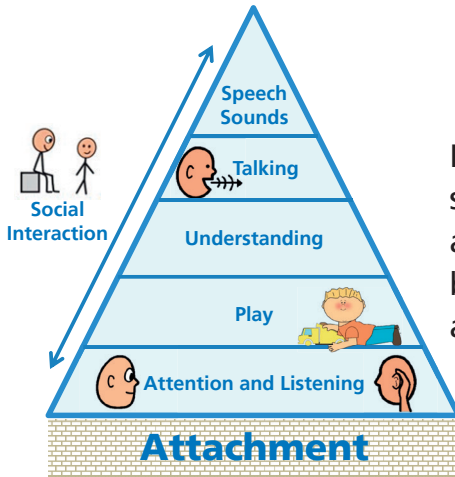 Speech
Sounds
Talking
Social
Interaction
Understanding
Play
Attention and Listening
Attachment